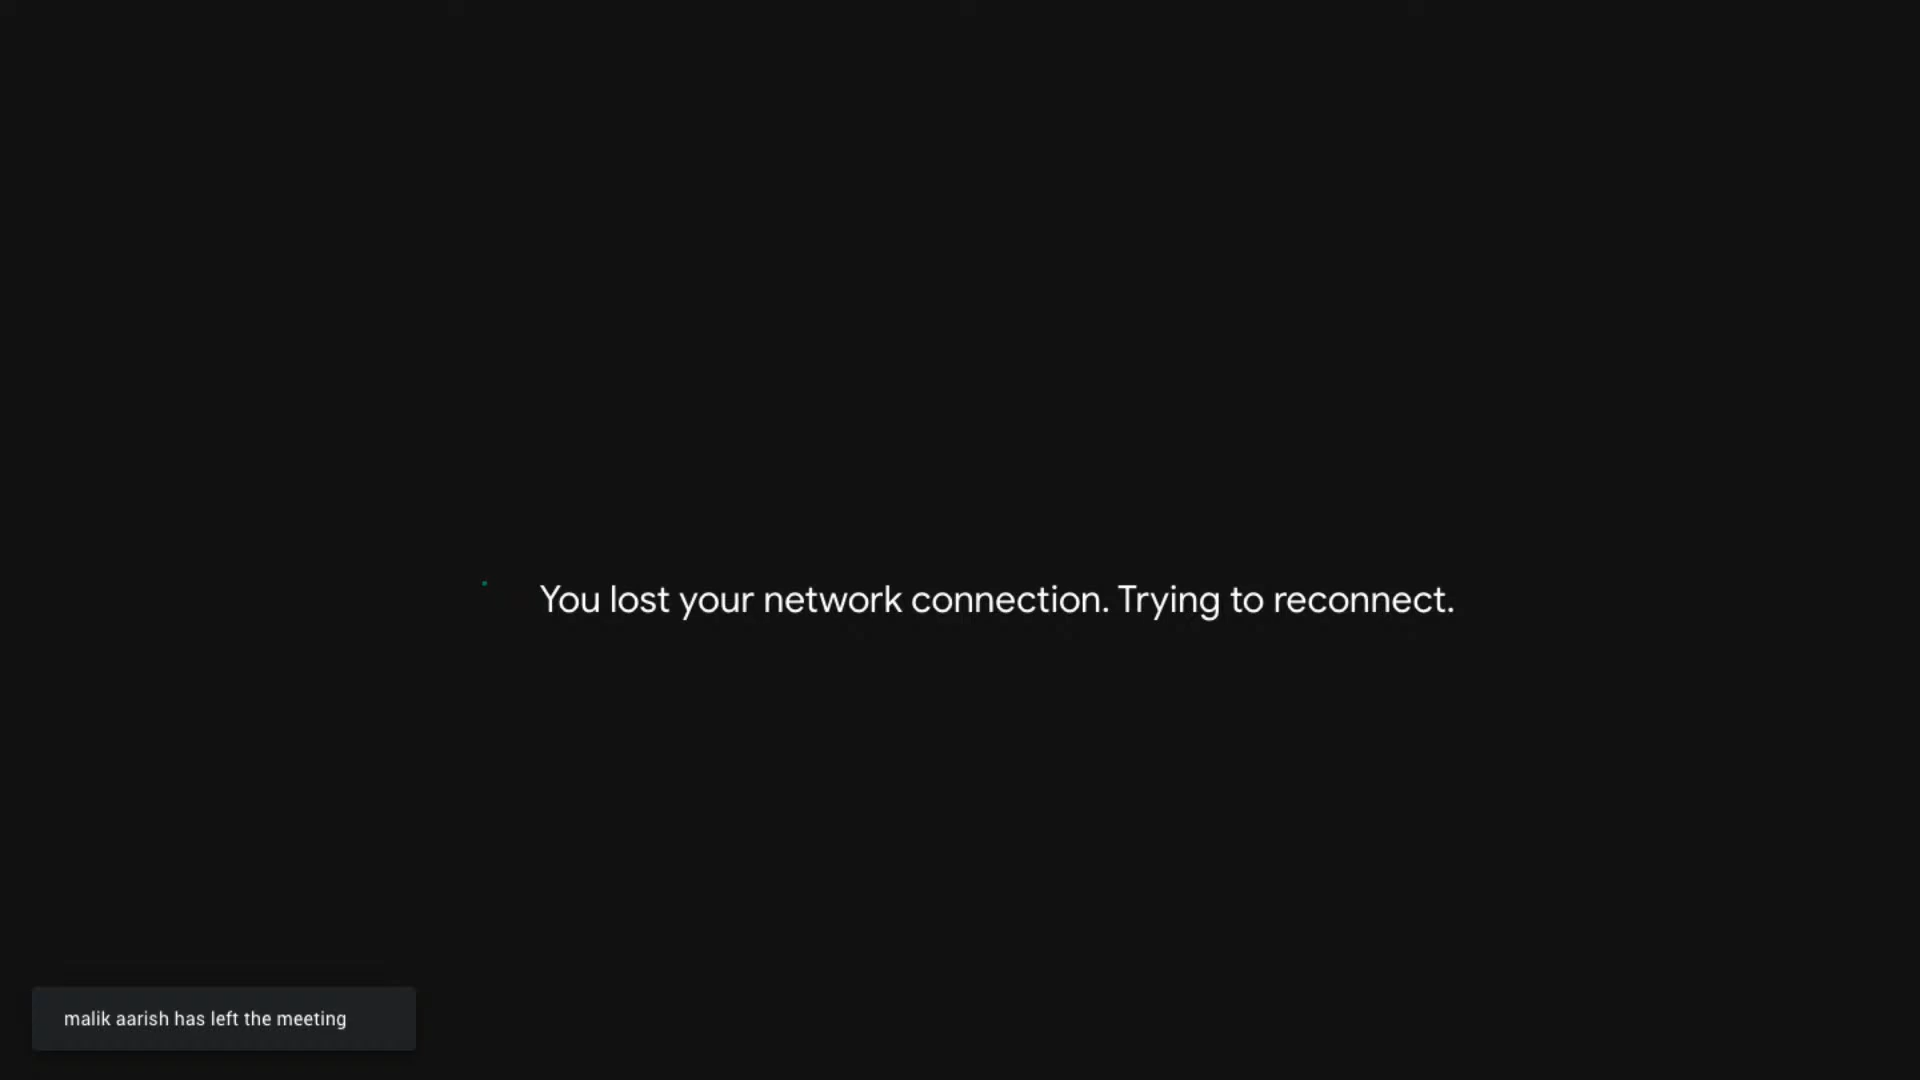 You lost your network connection. Trying to reconnect.
malik aarish has left the meeting